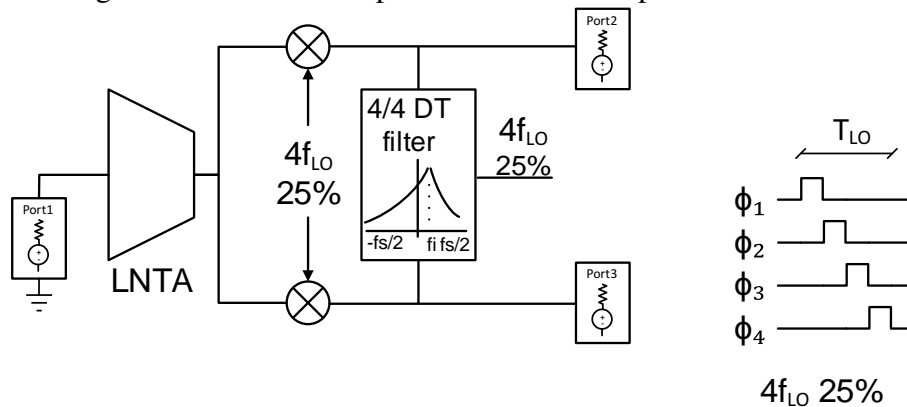 Port2
4/4 DT
filter
-fs/2
fi fs/2
4fLO
25%
4fLO
25%
Port1
LNTA
Port3
TLO
ϕ1
ϕ2
ϕ3
ϕ4
4fLO 25%